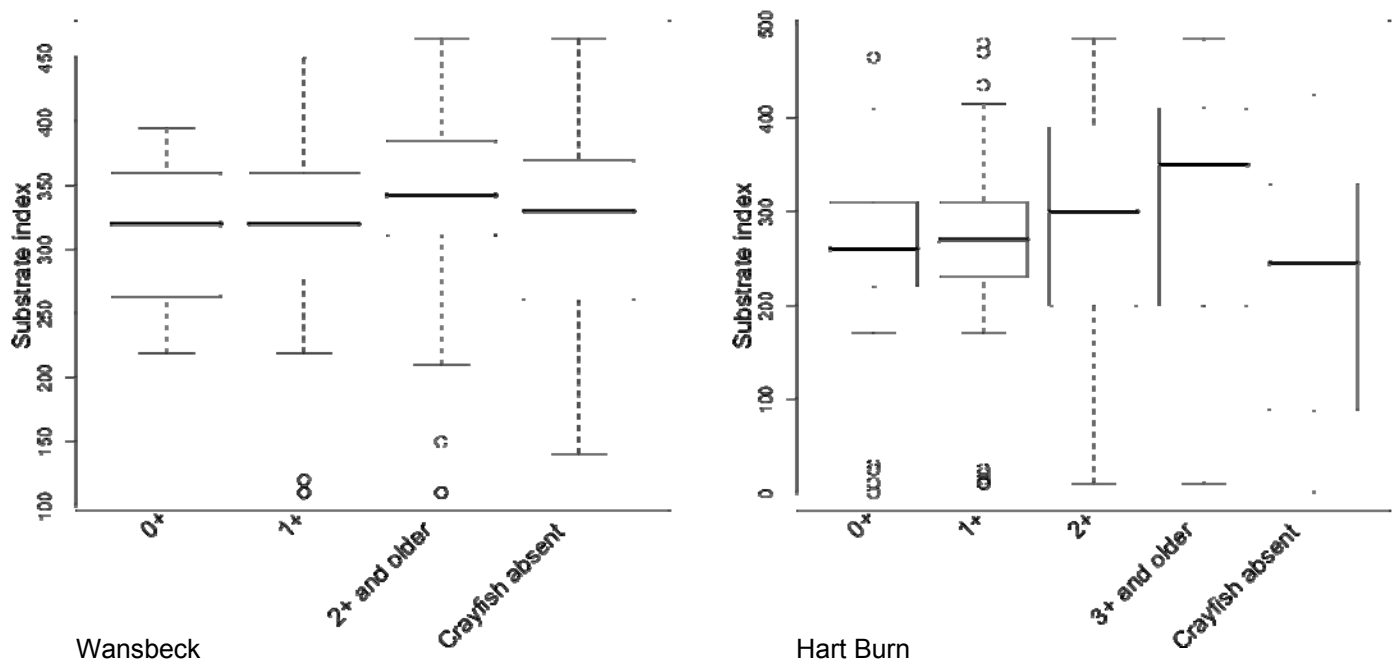 Substrate index
450
400
350
300
250
200
150
100
0+
1+
2+ and older
Crayfish absent
Wansbeck
Substrate index
500
400
300
200
100
0
0+
1+
2+
3+ and older
Crayfish absent
Hart Burn